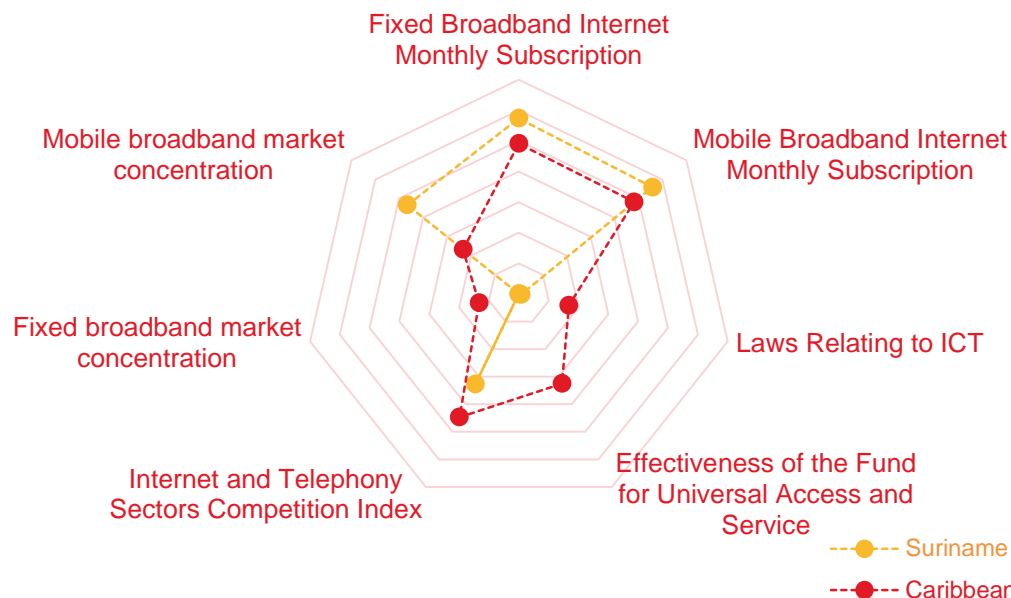 Fixed Broadband Internet
Monthly Subscription
Mobile Broadband Internet
Monthly Subscription
Laws Relating to ICT
Effectiveness of the Fund
for Universal Access and
Service
Internet and Telephony
Sectors Competition Index
Fixed broadband market
concentration
Mobile broadband market
concentration
Suriname
Caribbean